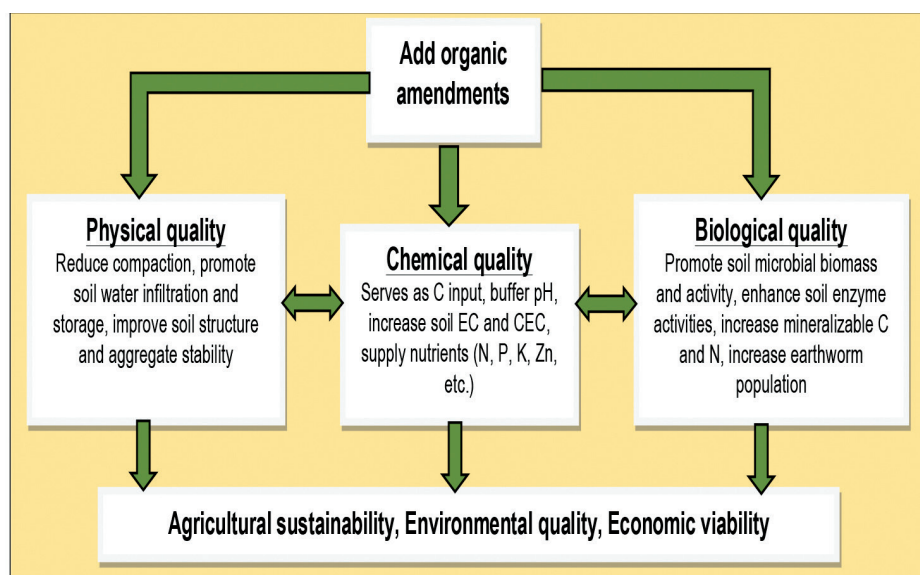 Add organic
amendments
Physical quality
Reduce compaction, promote
soil water infiltration and
storage, improve soil structure
and aggregate stability
Chemical quality
Serves as C input, buffer pH,
increase soil EC and CEC,
supply nutrients (N, P, K, Zn,
etc.)
Biological quality
Promote soil microbial biomass
and activity, enhance soil enzyme
activities, increase mineralizable C
and N, increase earthworm
population
Agricultural sustainability, Environmental quality, Economic viability